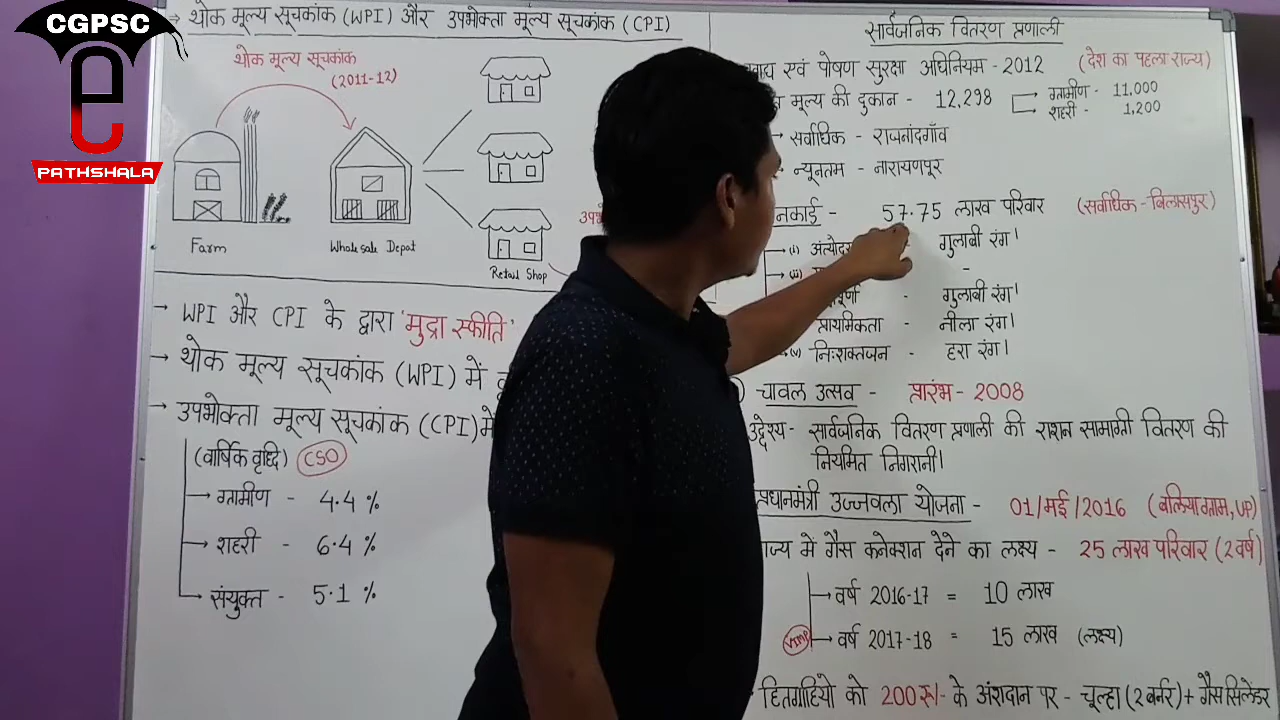 CGPSC
e
PATHSHALA
थोक मूल्य सूचकांक (WPI) और उपभोक्ता मूल्य सूचकांक (CPI)
थोक मूल्य सूचकांक
(2011-12)
Farm
Wholesale Depot
Retail Shop
→ WPI और CPI के द्वारा 'मुद्रा स्फीति'
→ थोक मूल्य सूचकांक (WPI) में
→ उपभोक्ता मूल्य सूचकांक (CPI) में
(वार्षिक वृद्धि) CSO
→ ग्रामीण - 4.4 %
→ शहरी - 6.4 %
→ संयुक्त - 5.1 %
सार्वजनिक वितरण प्रणाली
एवं पोषण सुरक्षा अधिनियम - 2012 (देश का पहला राज्य)
मूल्य की दुकान - 12,298 → ग्रामीण - 11,000
→ शहरी - 1,200
→ सर्वाधिक - राजनांदगाँव
न्यूनतम - नारायणपूर
57.75 लाख परिवार (सर्वाधिक - बिलासपुर)
→ (i) गुलाबी रंग।
→ (ii) -
- गुलाबी रंग।
प्राथमिकता - नीला रंग।
→ (v) निःशक्तजन - हरा रंग।
चावल उत्सव - प्रारंभ - 2008
उद्देश्य - सार्वजनिक वितरण प्रणाली की राशन सामाग्री वितरण की
नियमित निगरानी।
प्रधानमंत्री उज्जवला योजना - 01/मई/2016 (बलियाग्राम, UP)
में गैस कनेक्शन देने का लक्ष्य - 25 लाख परिवार (2 वर्ष)
→ वर्ष 2016-17 = 10 लाख
→ वर्ष 2017-18 = 15 लाख (लक्ष्य)
हितग्राहियो को 200 रू/- के अंशदान पर - चूल्हा (2 बर्नर) + गैस सिलेंडर